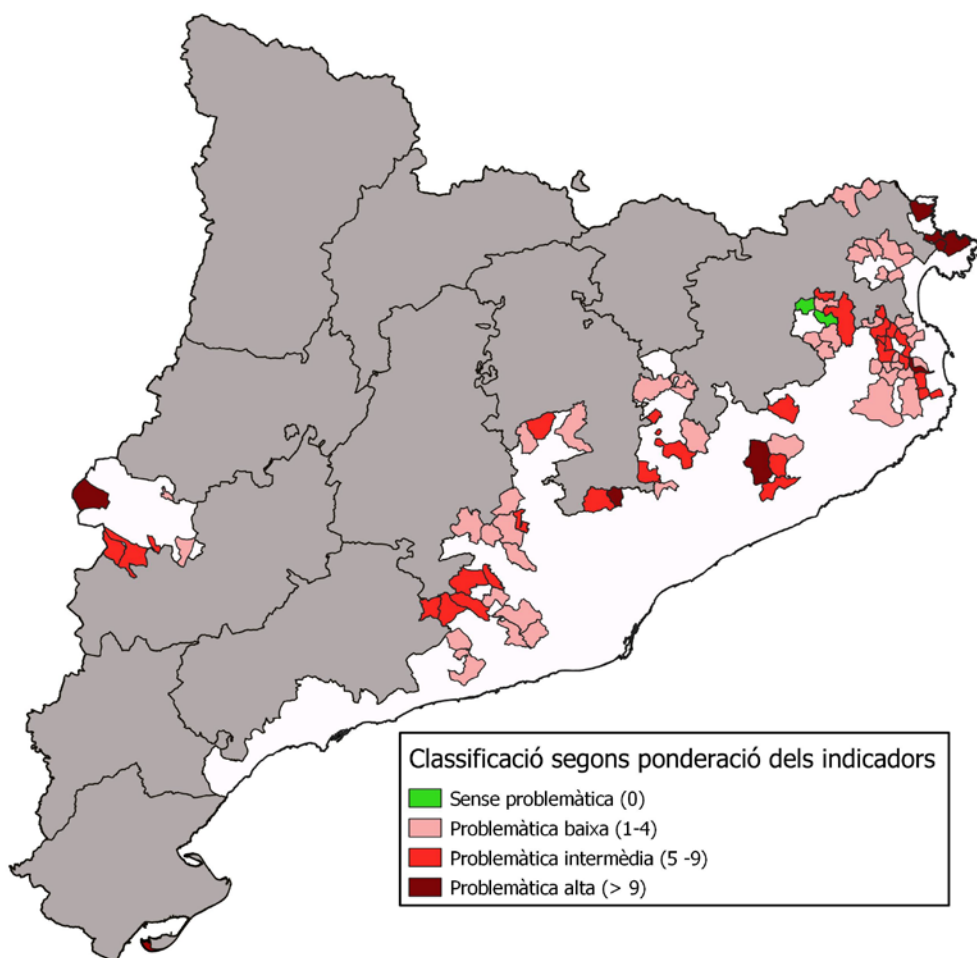 Classificació segons ponderació dels indicadors
Sense problemàtica (0)
Problemàtica baixa (1-4)
Problemàtica intermèdia (5 -9)
Problemàtica alta (> 9)